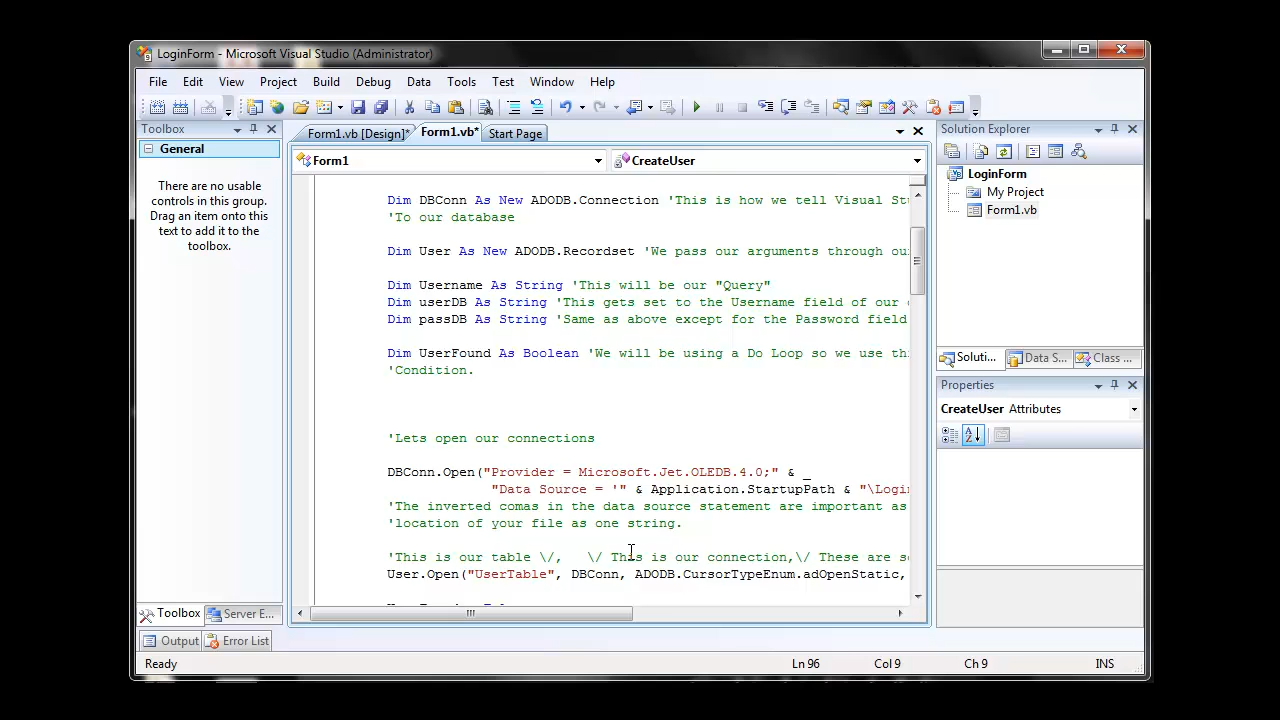 LoginForm - Microsoft Visual Studio (Administrator)
File Edit View Project Build Debug Data Tools Test Window Help
Toolbox
General
There are no usable
controls in this group.
Drag an item onto this
text to add it to the
toolbox.
Toolbox Server E...
Output Error List
Form1.vb [Design]* Form1.vb* Start Page
Form1 CreateUser
Dim DBConn As New ADODB.Connection 'This is how we tell Visual St
'To our database
Dim User As New ADODB.Recordset 'We pass our arguments through ou
Dim Username As String 'This will be our "Query"
Dim userDB As String 'This gets set to the Username field of our
Dim passDB As String 'Same as above except for the Password field
Dim UserFound As Boolean 'We will be using a Do Loop so we use thi
'Condition.
'Lets open our connections
DBConn.Open("Provider = Microsoft.Jet.OLEDB.4.0;" & _
"Data Source = '" & Application.StartupPath & "\Login
'The inverted comas in the data source statement are important as
'location of your file as one string.
'This is our table \/, \/ This is our connection,\/ These are s
User.Open("UserTable", DBConn, ADODB.CursorTypeEnum.adOpenStatic,
Solution Explorer
LoginForm
My Project
Form1.vb
Soluti... Data S... Class ...
Properties
CreateUser Attributes
Ready Ln 96 Col 9 Ch 9 INS